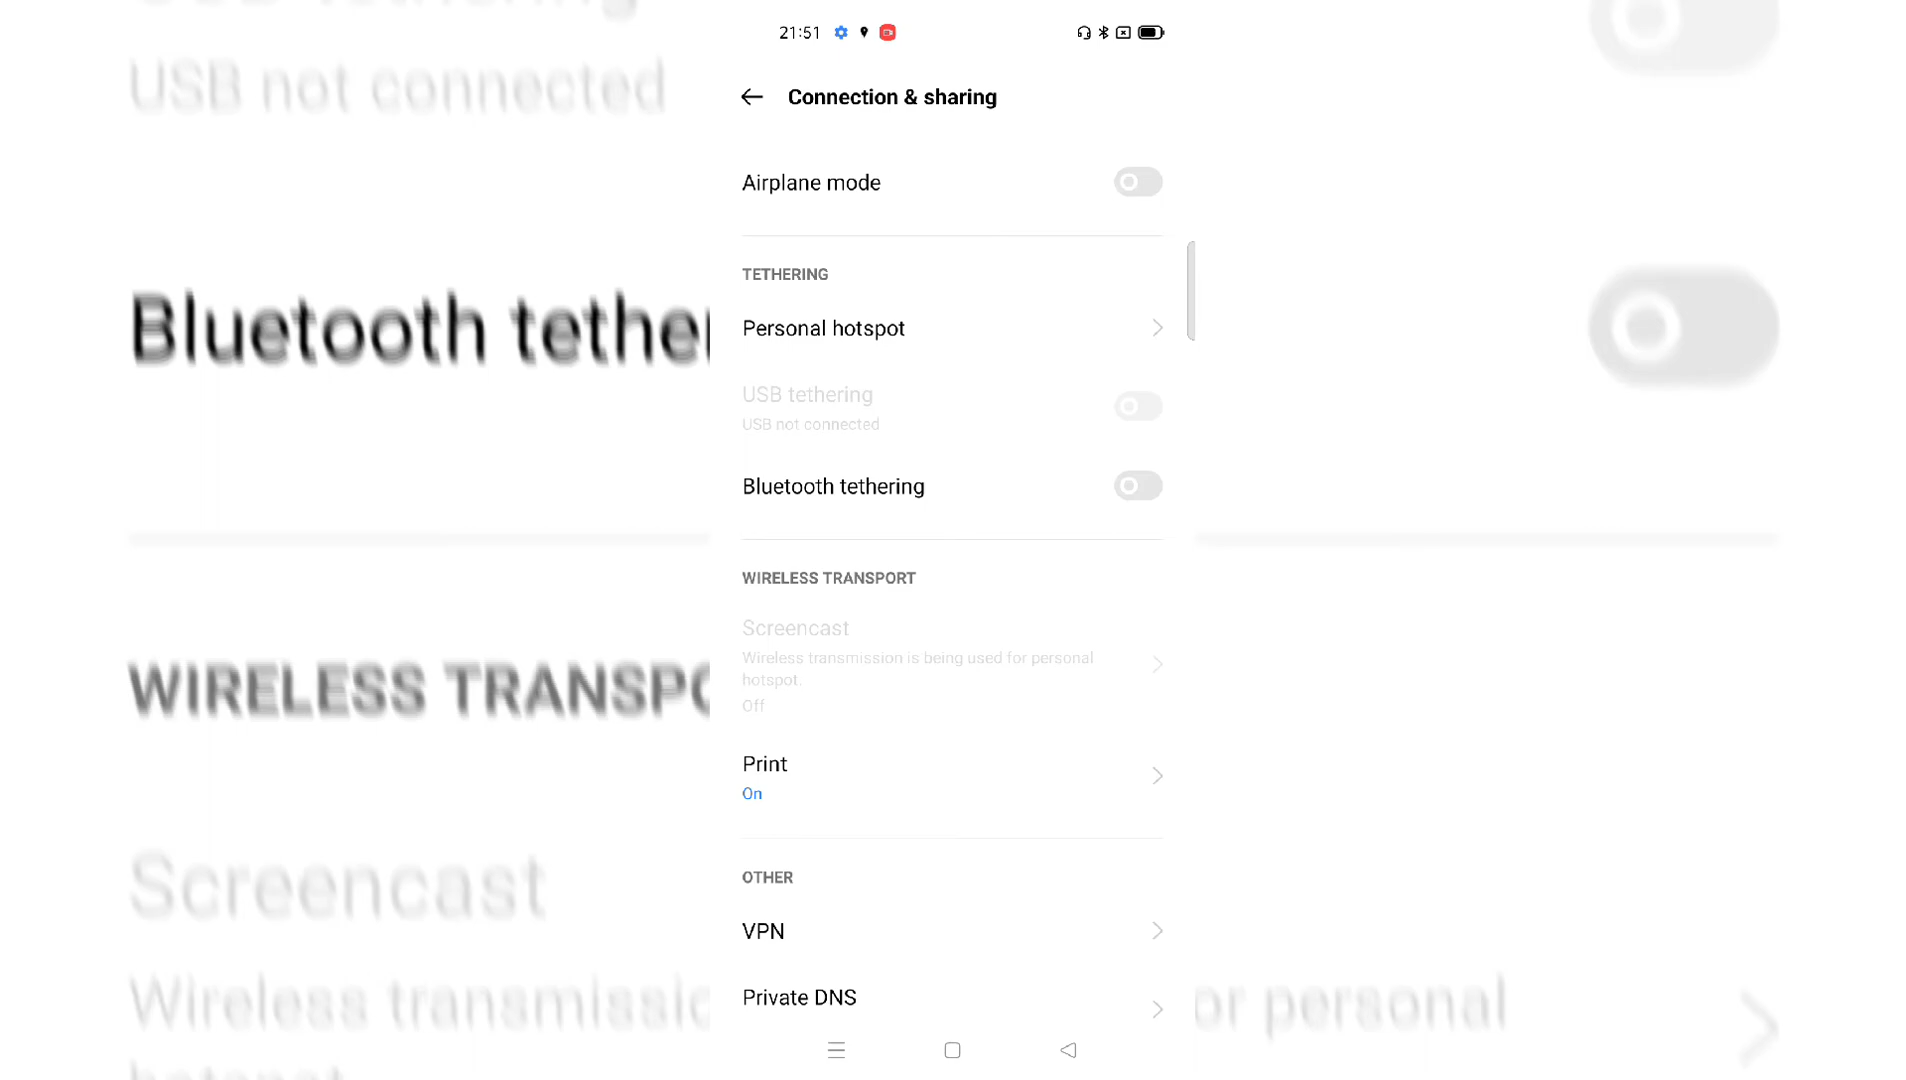 21:51
Connection & sharing
Airplane mode
TETHERING
Personal hotspot
USB tethering
USB not connected
Bluetooth tethering
WIRELESS TRANSPORT
Screencast
Wireless transmission is being used for personal
hotspot.
Off
Print
On
OTHER
VPN
Private DNS
USB not connected
Bluetooth tether
WIRELESS TRANSPO
Screencast
Wireless transmissio
or personal